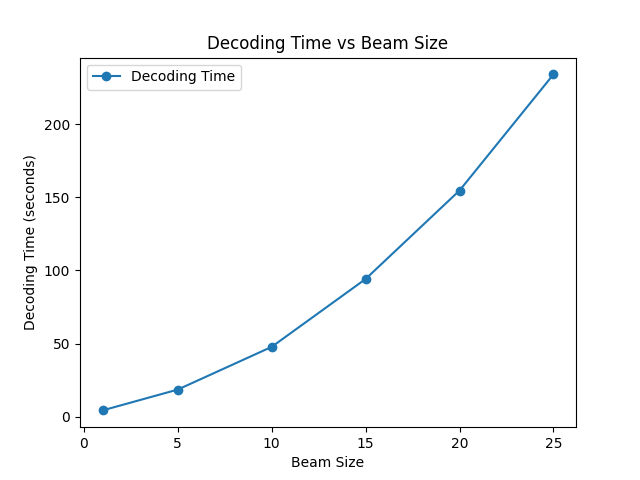 Decoding Time vs Beam Size
Decoding Time
Decoding Time (seconds)
200
150
100
50
0
0 5 10 15 20 25
Beam Size